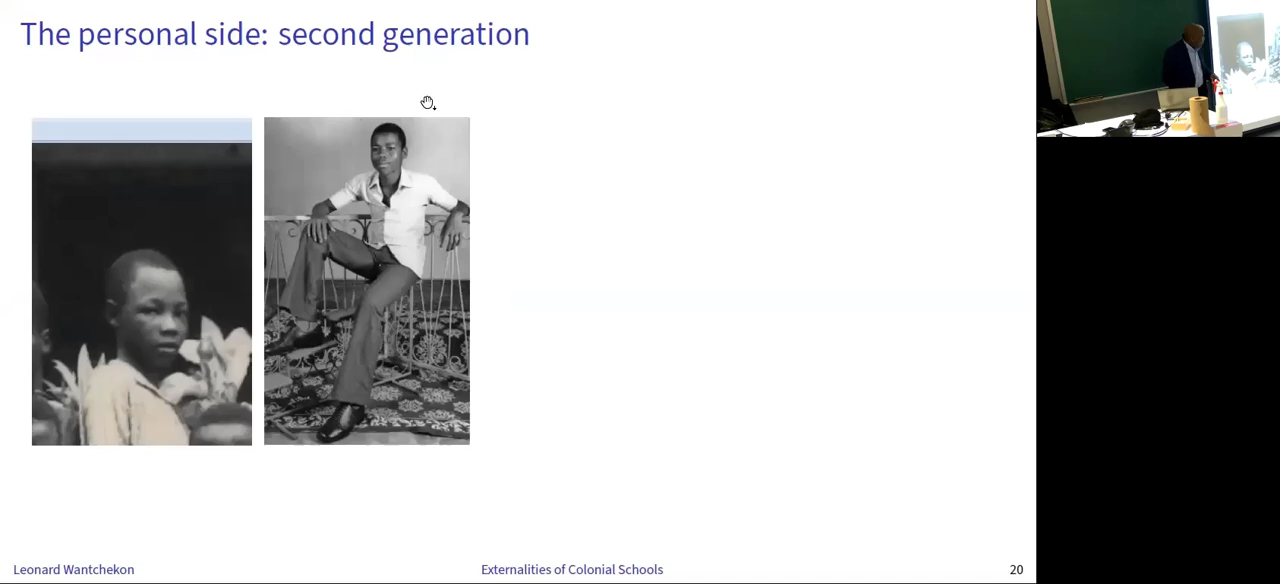 The personal side: second generation
Leonard Wantchekon
Externalities of Colonial Schools
20